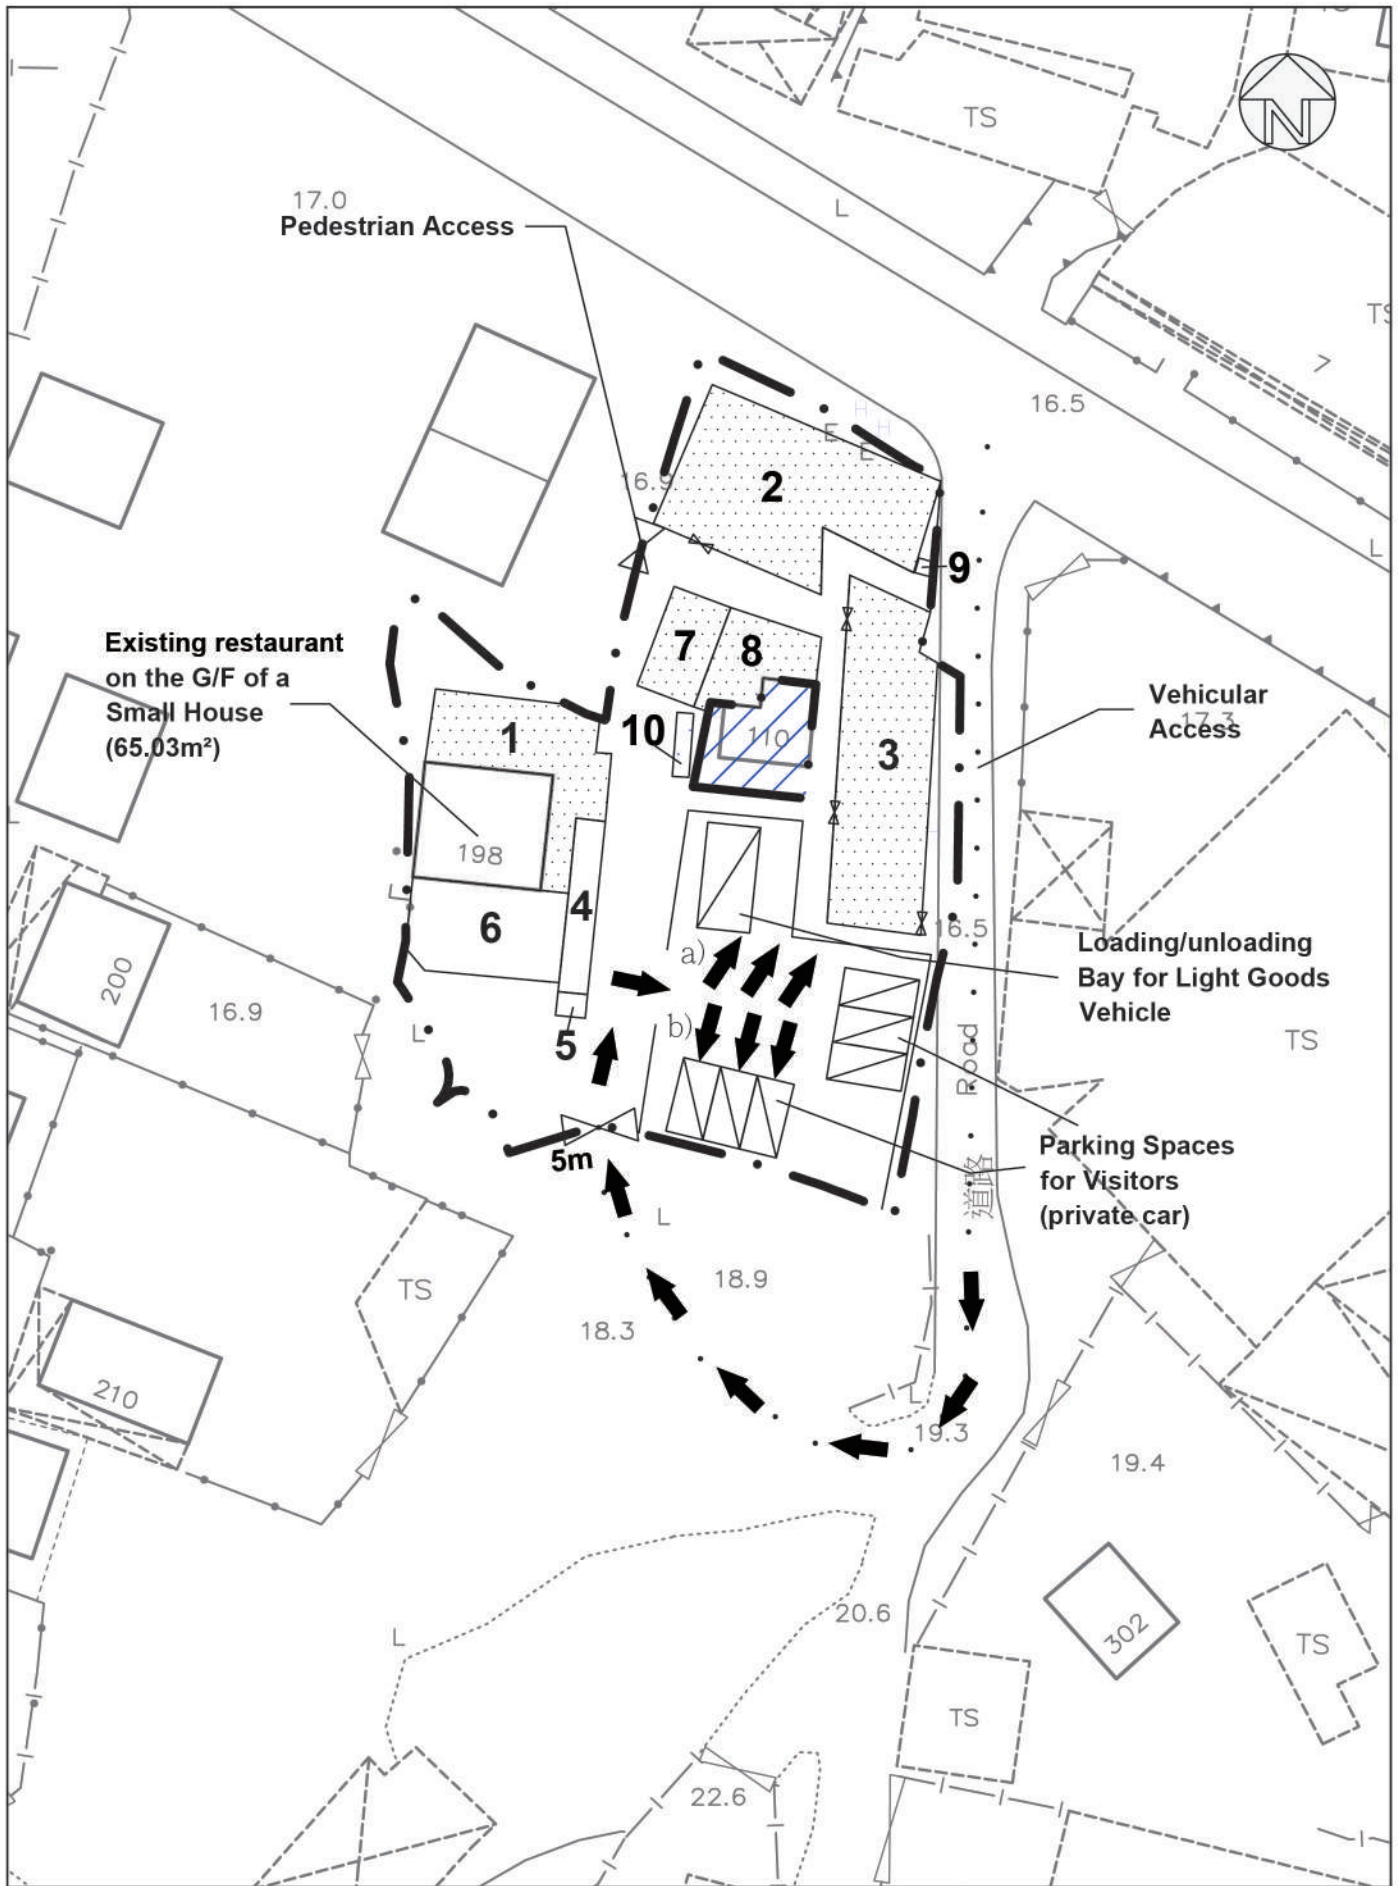 TS
N
17.0
Pedestrian Access
L
TS
7
16.5
H
H
E
E
16.9
2
L
9
Existing restaurant
on the G/F of a
Small House
(65.03m²)
7
8
Vehicular
Access
17.3
10
1
110
3
198
L
4
6
16.5
a)
Loading/unloading
Bay for Light Goods
Vehicle
200
16.9
b)
L
5
Road
TS
道路
5m
Parking Spaces
for Visitors
(private car)
L
TS
18.9
18.3
210
L
19.3
19.4
20.6
L
302
TS
TS
22.6